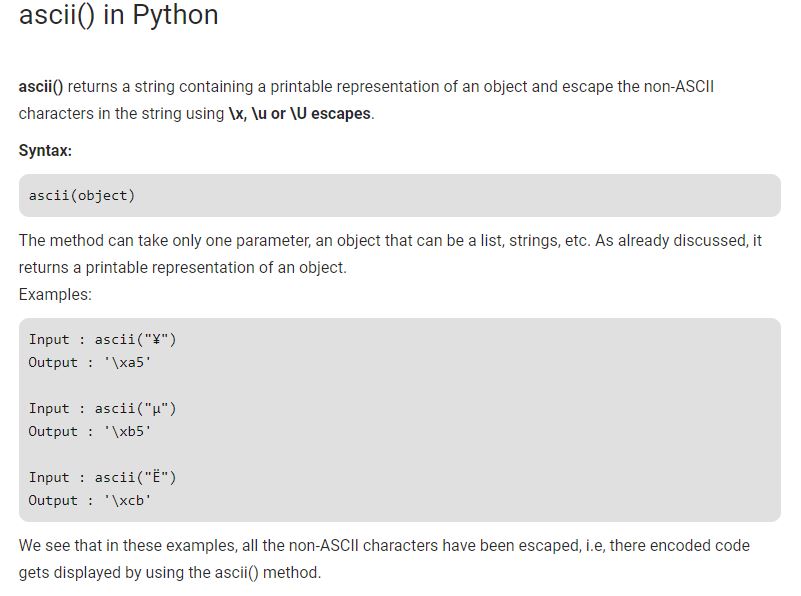 ascii() in Python
ascii() returns a string containing a printable representation of an object and escape the non-ASCII
characters in the string using \x, \u or \U escapes.
Syntax:
ascii(object)
The method can take only one parameter, an object that can be a list, strings, etc. As already discussed, it
returns a printable representation of an object.
Examples:
Input : ascii("¥")
Output : '\xa5'
Input : ascii("µ")
Output : '\xb5'
Input : ascii("Ë")
Output : '\xcb'
We see that in these examples, all the non-ASCII characters have been escaped, i.e, there encoded code
gets displayed by using the ascii() method.